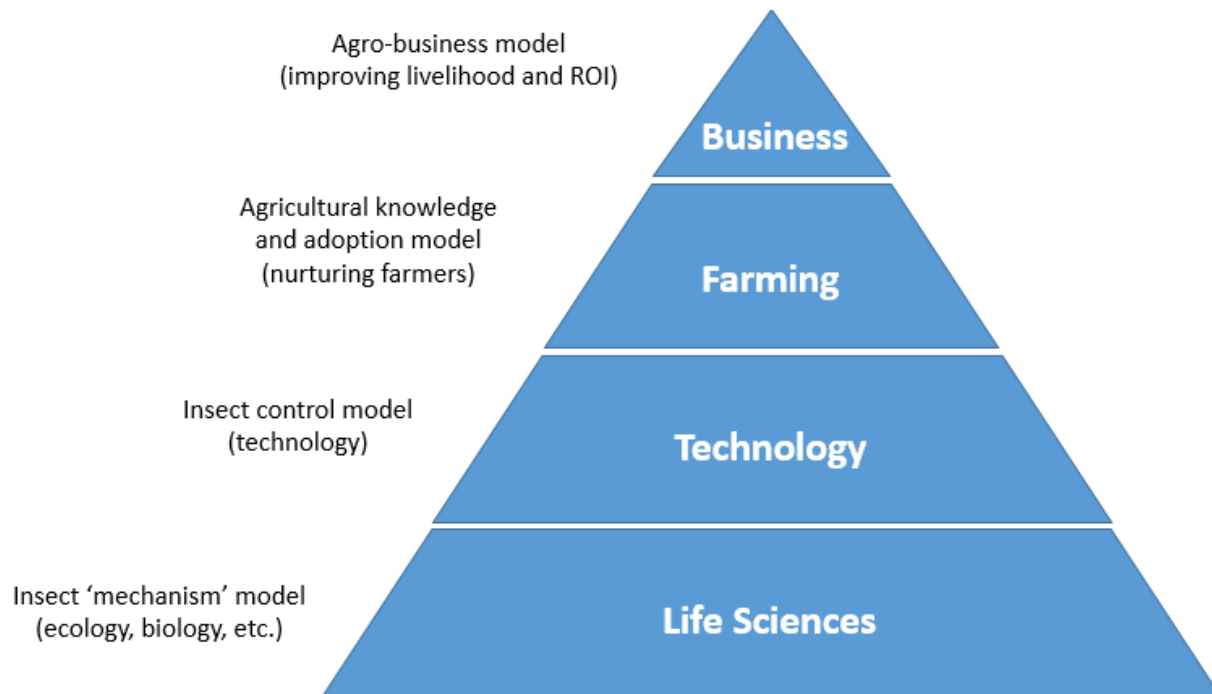 Agro-business model
(improving livelihood and ROI)
Business
Agricultural knowledge
and adoption model
(nurturing farmers)
Farming
Insect control model
(technology)
Technology
Insect ‘mechanism’ model
(ecology, biology, etc.)
Life Sciences